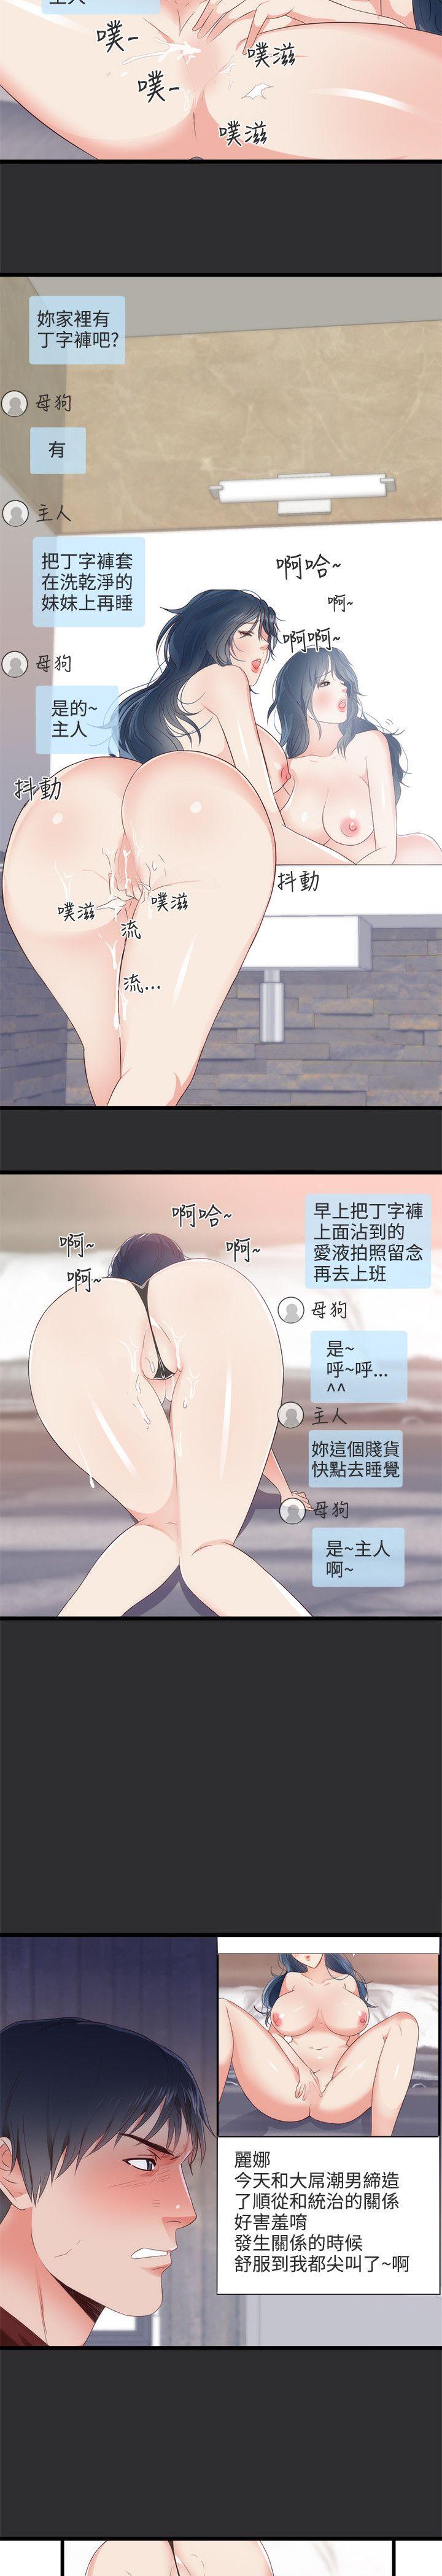 主人
噗-
噗滋
噗-
噗滋
妳家裡有
丁字褲吧?
母狗
有
主人
把丁字褲套
在洗乾淨的
妹妹上再睡
啊哈~
啊~
啊啊~
母狗
是的~
主人
抖動
抖動
噗滋
噗滋
流
流...
早上把丁字褲
上面沾到的
愛液拍照留念
再去上班
啊哈~
啊~
啊~
啊~
母狗
是~
呼~呼...
^^
主人
妳這個賤貨
快點去睡覺
母狗
是~主人
啊~
麗娜
今天和大屌潮男締造
了順從和統治的關係
好害羞唷
發生關係的時候
舒服到我都尖叫了~啊